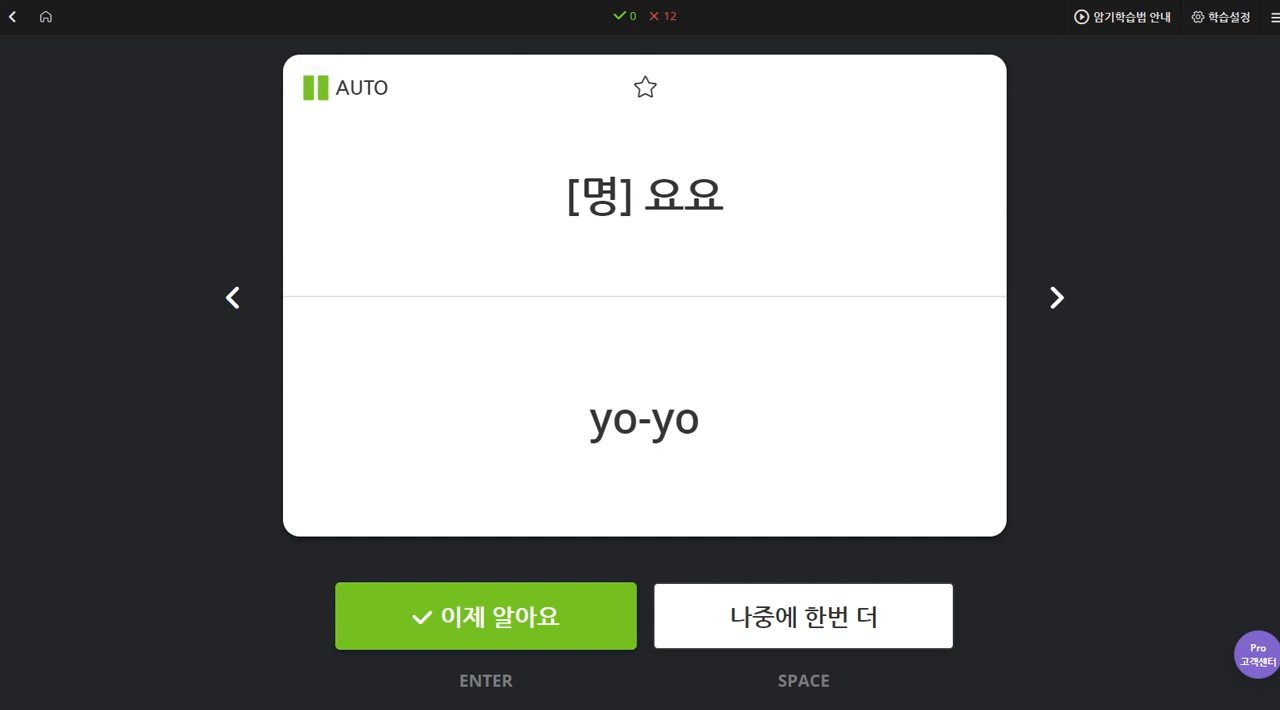 0 12
암기학습법 안내
학습설정
AUTO
[명] 요요
yo-yo
이제 알아요
나중에 한번 더
ENTER
SPACE
Pro
고객센터